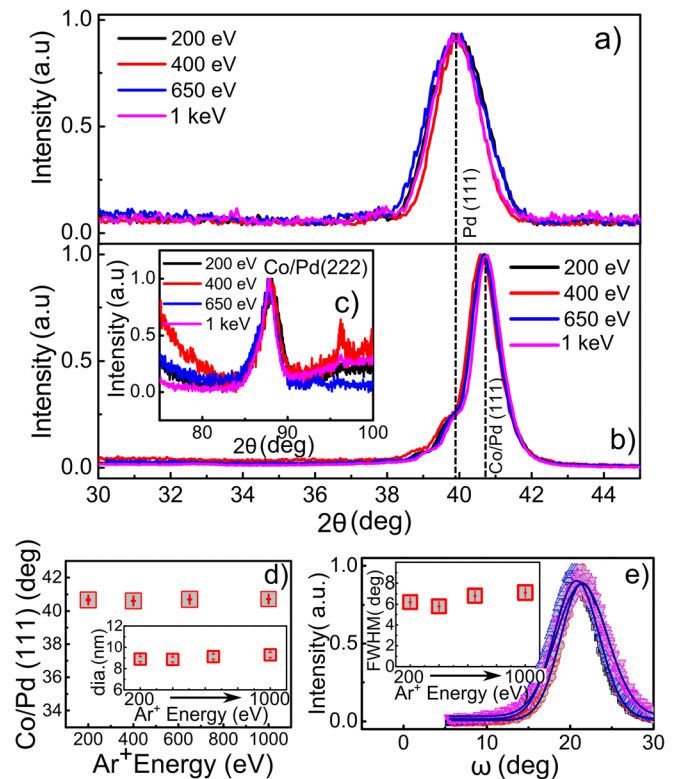 200 eV
400 eV
650 eV
1 keV
a)
Intensity(a.u)
1.0
0.5
0.0
Pd (111)
200 eV
400 eV
650 eV
1 keV
Co/Pd(222)
c)
Intensity(a.u)
1.0
0.5
0.0
80 90 100
2θ(deg)
200 eV
400 eV
650 eV
1 keV
b)
Intensity(a.u)
1.0
0.5
0.0
Co/Pd (111)
30 32 34 36 38 40 42 44
2θ(deg)
d)
Co/Pd (111) (deg)
42
40
38
36
34
dia.(nm)
12
10
8
6
200 1000
Ar+ Energy (eV)
200 400 600 800 1000
Ar+Energy (eV)
e)
Intensity( a.u.)
1.0
0.5
0.0
FWHM( deg)
8
6
4
2
0
200 1000
Ar+ Energy (eV)
0 10 20 30
ω (deg)